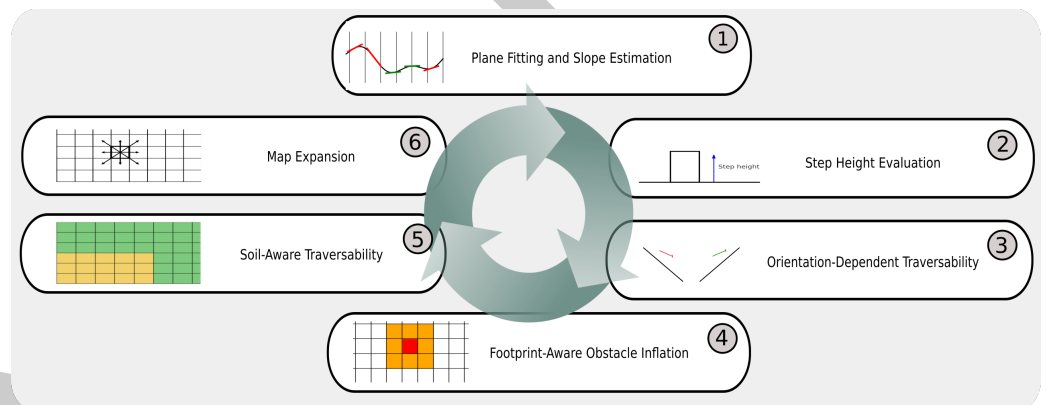 1
Plane Fitting and Slope Estimation
2
Step height
Step Height Evaluation
3
Orientation-Dependent Traversability
4
Footprint-Aware Obstacle Inflation
5
Soil-Aware Traversability
6
Map Expansion